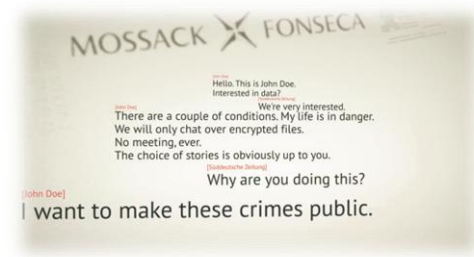 MOSSACK FONSECA
[John Doe]
Hello. This is John Doe.
Interested in data?
[Süddeutsche Zeitung]
We're very interested.
[John Doe]
There are a couple of conditions. My life is in danger.
We will only chat over encrypted files.
No meeting, ever.
The choice of stories is obviously up to you.
[Süddeutsche Zeitung]
Why are you doing this?
[John Doe]
I want to make these crimes public.